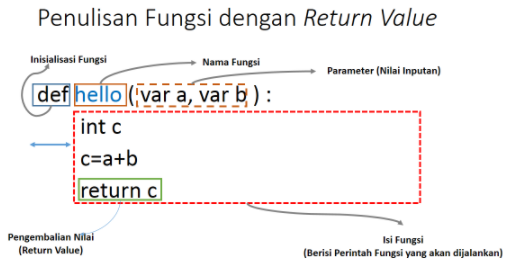 Penulisan Fungsi dengan Return Value
Inisialisasi Fungsi
Nama Fungsi
Parameter (Nilai Inputan)
def hello ( var a, var b ) :
int c
c=a+b
return c
Pengembalian Nilai
(Return Value)
Isi Fungsi
(Berisi Perintah Fungsi yang akan dijalankan)